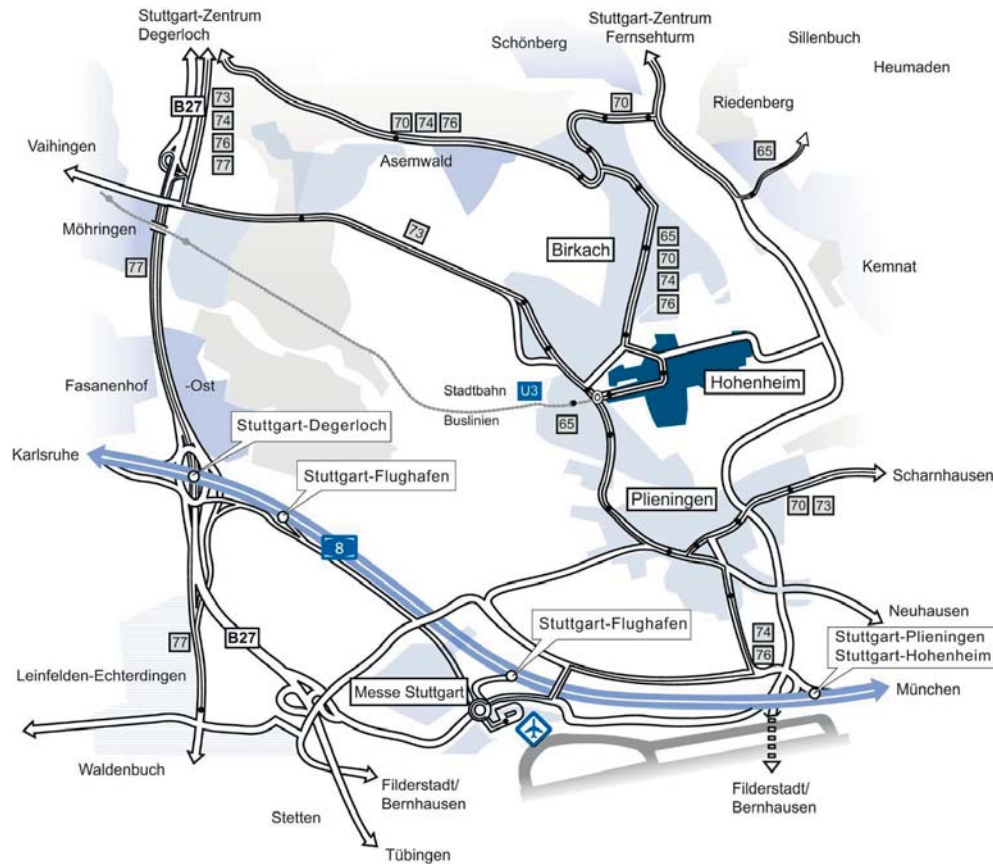 Stuttgart-Zentrum
Degerloch
Schönberg
Stuttgart-Zentrum
Fernsehturm
Sillenbuch
Heumaden
B27
73
74
76
77
70
Riedenberg
70 74 76
Asemwald
65
Vaihingen
Möhringen
77
73
Birkach
65
70
74
76
Kemnat
Fasanenhof
-Ost
Stadtbahn U3
Buslinien
65
Hohenheim
Stuttgart-Degerloch
Karlsruhe
Stuttgart-Flughafen
Plieningen
Scharnhausen
70 73
8
Neuhausen
Stuttgart-Flughafen
77
B27
74
76
Stuttgart-Plieningen
Stuttgart-Hohenheim
Leinfelden-Echterdingen
Messe Stuttgart
München
Waldenbuch
Filderstadt/
Bernhausen
Filderstadt/
Bernhausen
Stetten
Tübingen